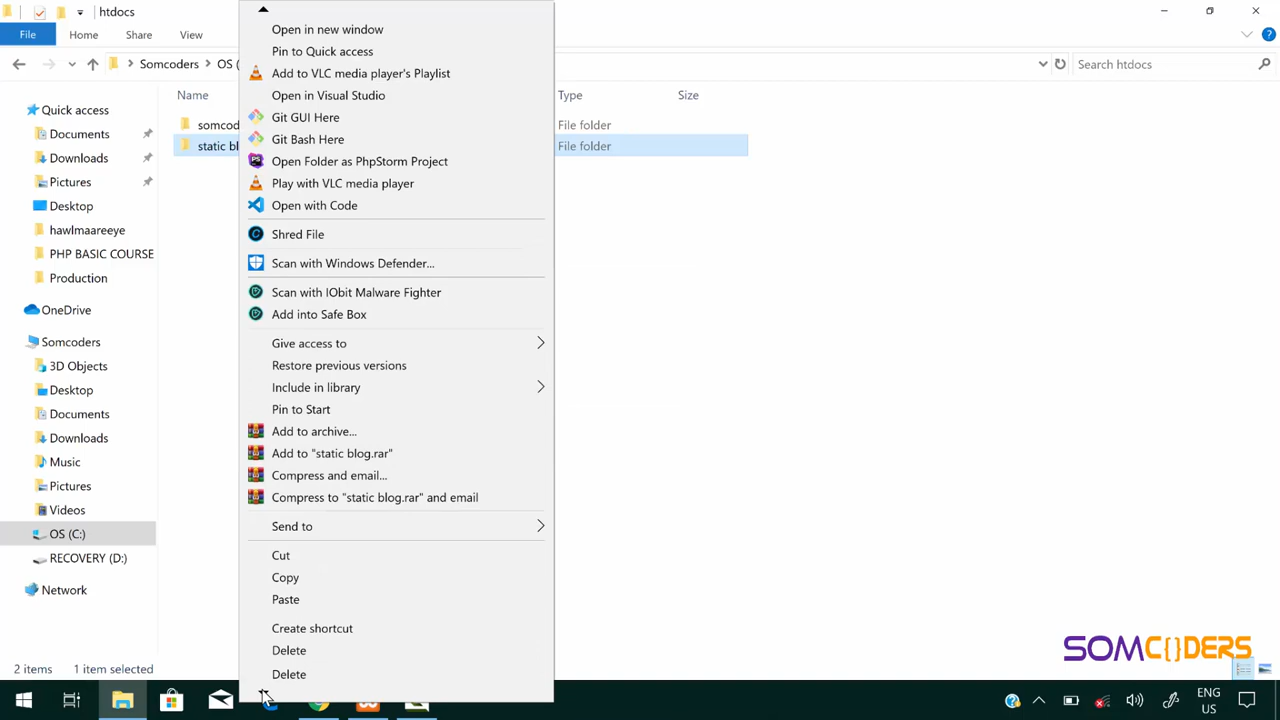 htdocs
File
Home
Share
View
Somcoders
OS (
Search htdocs
Quick access
Documents
Downloads
Pictures
Desktop
hawlmaareeye
PHP BASIC COURSE
Production
OneDrive
Somcoders
3D Objects
Desktop
Documents
Downloads
Music
Pictures
Videos
OS (C:)
RECOVERY (D:)
Network
Name
Type
Size
somcod
File folder
static bl
File folder
Open in new window
Pin to Quick access
Add to VLC media player's Playlist
Open in Visual Studio
Git GUI Here
Git Bash Here
Open Folder as PhpStorm Project
Play with VLC media player
Open with Code
Shred File
Scan with Windows Defender...
Scan with IObit Malware Fighter
Add into Safe Box
Give access to
Restore previous versions
Include in library
Pin to Start
Add to archive...
Add to "static blog.rar"
Compress and email...
Compress to "static blog.rar" and email
Send to
Cut
Copy
Paste
Create shortcut
Delete
Delete
2 items
1 item selected
SOMC{}DERS
ENG
US